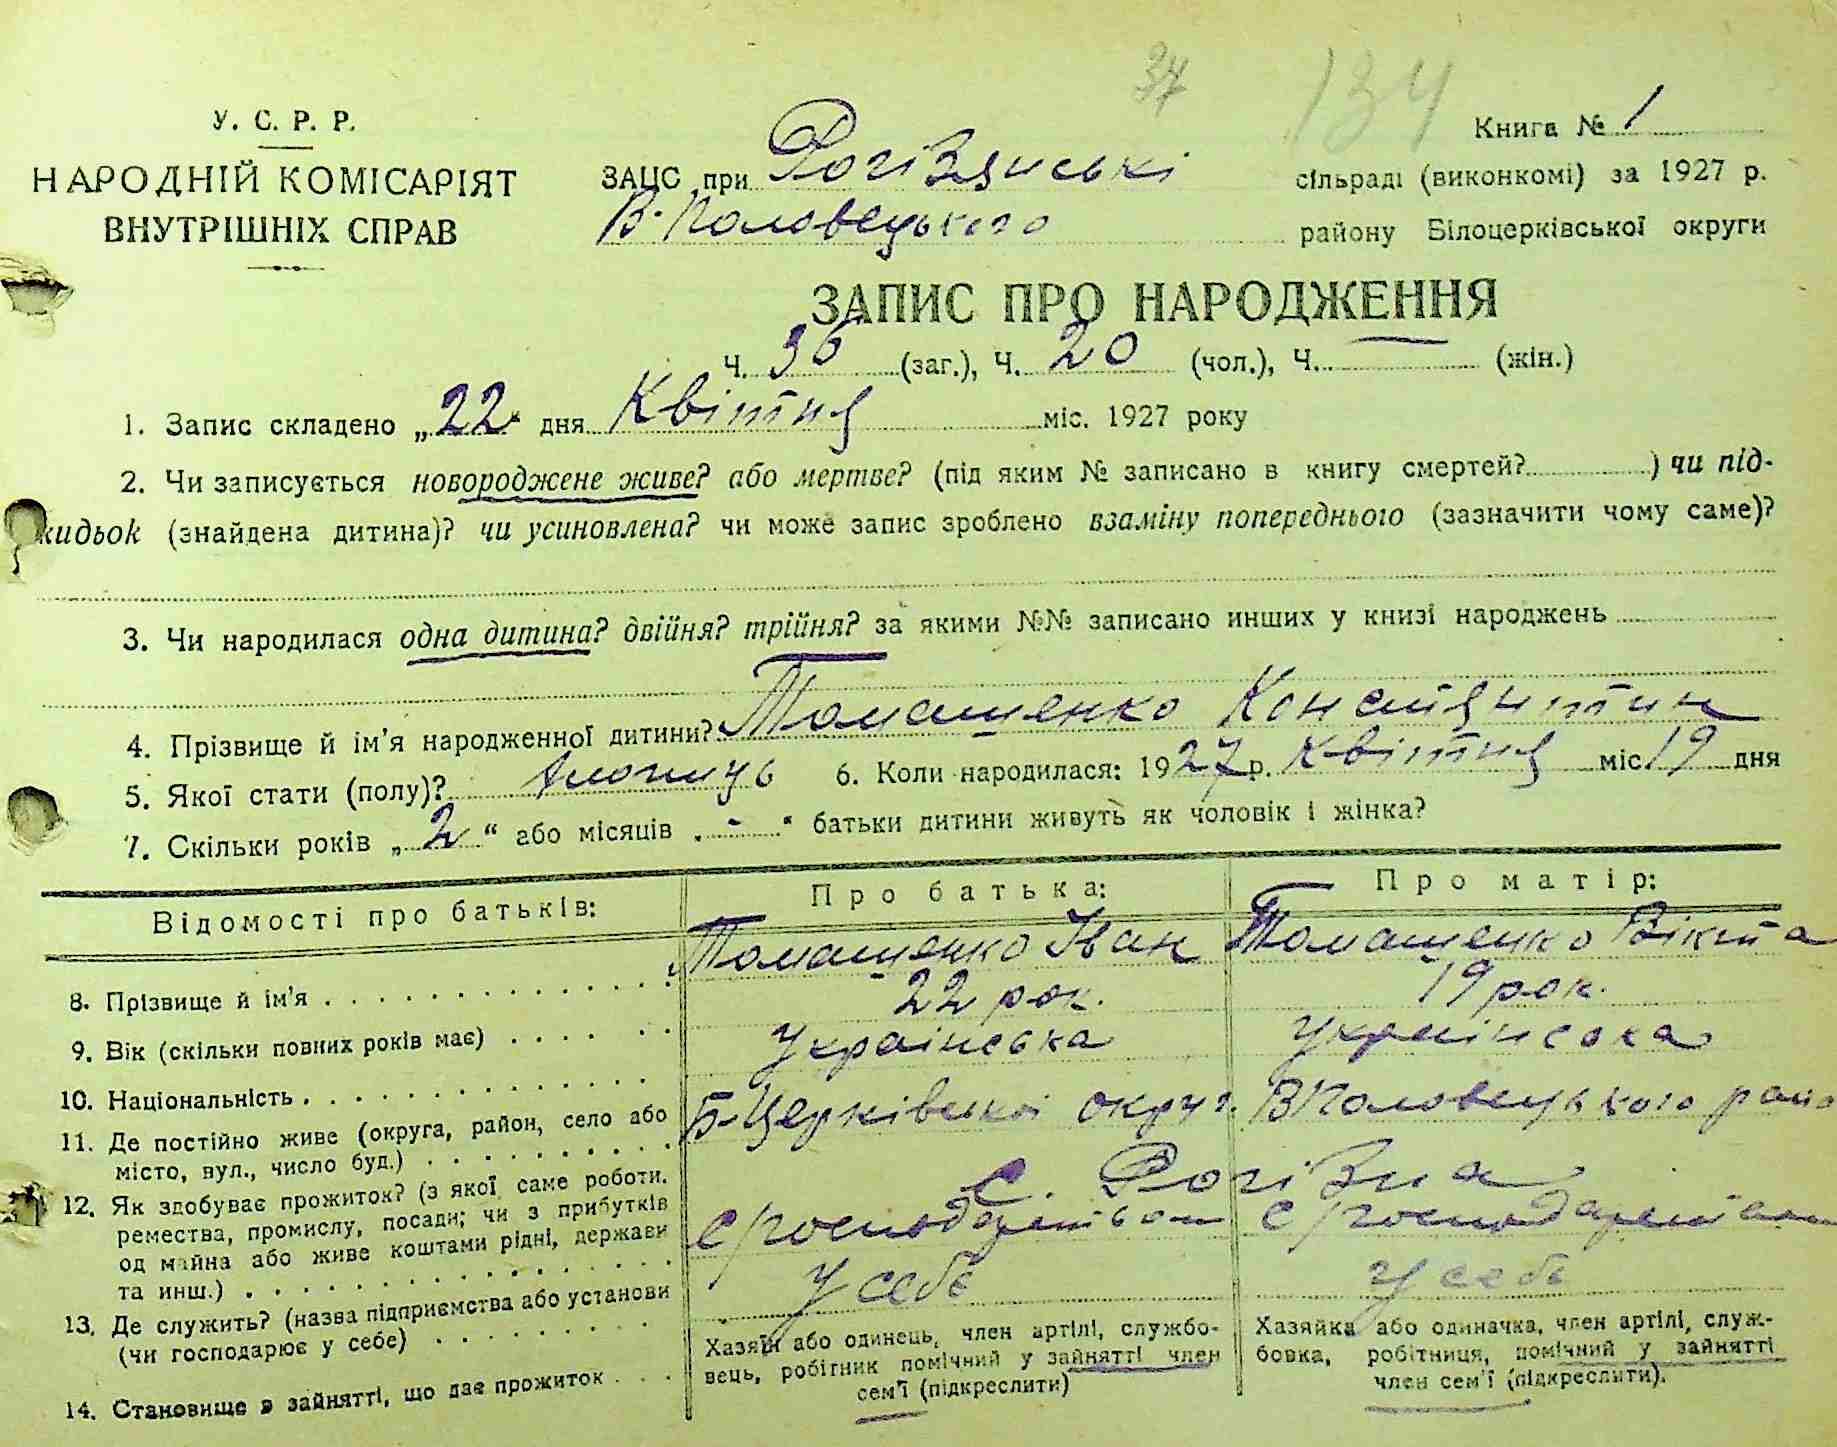 37 134
У. С. Р. Р.
НАРОДНІЙ КОМІСАРІЯТ
ВНУТРІШНІХ СПРАВ
Книга № 1
ЗАЦС при Рогізянські сільраді (виконкомі) за 1927 р.
В-Половецького району Білоцерківської округи
ЗАПИС ПРО НАРОДЖЕННЯ
Ч. 36 (заг.), Ч. 20 (чол.), Ч. (жін.)
1. Запис складено „22“ дня Квітня міс. 1927 року
2. Чи записується новороджене живе? або мертве? (під яким № записано в книгу смертей? ) чи під-
кидьок (знайдена дитина)? чи усиновлена? чи може запис зроблено взаміну попереднього (зазначити чому саме)?
3. Чи народилася одна дитина? двійня? трійня? за якими №№ записано инших у книзі народжень
4. Прізвище й ім'я народженної дитини? Томашенко Констянтин
5. Якої стати (полу)? 6. Коли народилася: 1927 р. Квітня міс 19 дня
7. Скільки років „2“ або місяців „-“ батьки дитини живуть як чоловік і жінка?
Відомості про батьків: Про батька: Про матір:
8. Прізвище й ім'я Томашенко Іван Томашенко Вікта
9. Вік (скільки повних років має) 22 рок. 19 рок.
10. Національність Українська Українська
11. Де постійно живе (округа, район, село або Б-Церківської округ. ВПоловецького райо
місто, вул., число буд.) с. Рогізна
12. Як здобуває прожиток? (з якої саме роботи,
ремества, промислу, посади; чи з прибутків
од майна або живе коштами рідні, держави
та инш.)
13. Де служить? (назва підприємства або установи
(чи господарює у себе) У себе У себе
14. Становище в зайнятті, що дає прожиток
Хазяїн або одинець, член артілі, службо-
вець, робітник помічний у зайнятті член
сем'ї (підкреслити)
Хазяйка або одиначка, член артілі, служ-
бовка, робітниця, помічний у зайнятті
член сем'ї (підкреслити).